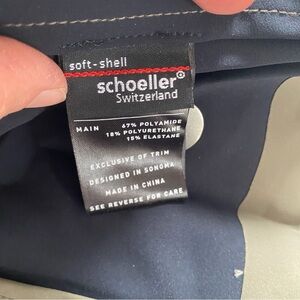 soft-shell
schoeller®
Switzerland
MAIN 67% POLYAMIDE
18% POLYURETHANE
15% ELASTANE
EXCLUSIVE OF TRIM
DESIGNED IN SONOMA
MADE IN CHINA
SEE REVERSE FOR CARE